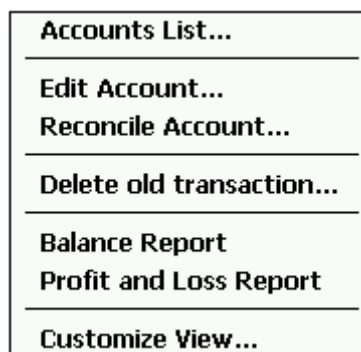 Accounts List...
Edit Account...
Reconcile Account...
Delete old transaction...
Balance Report
Profit and Loss Report
Customize View...